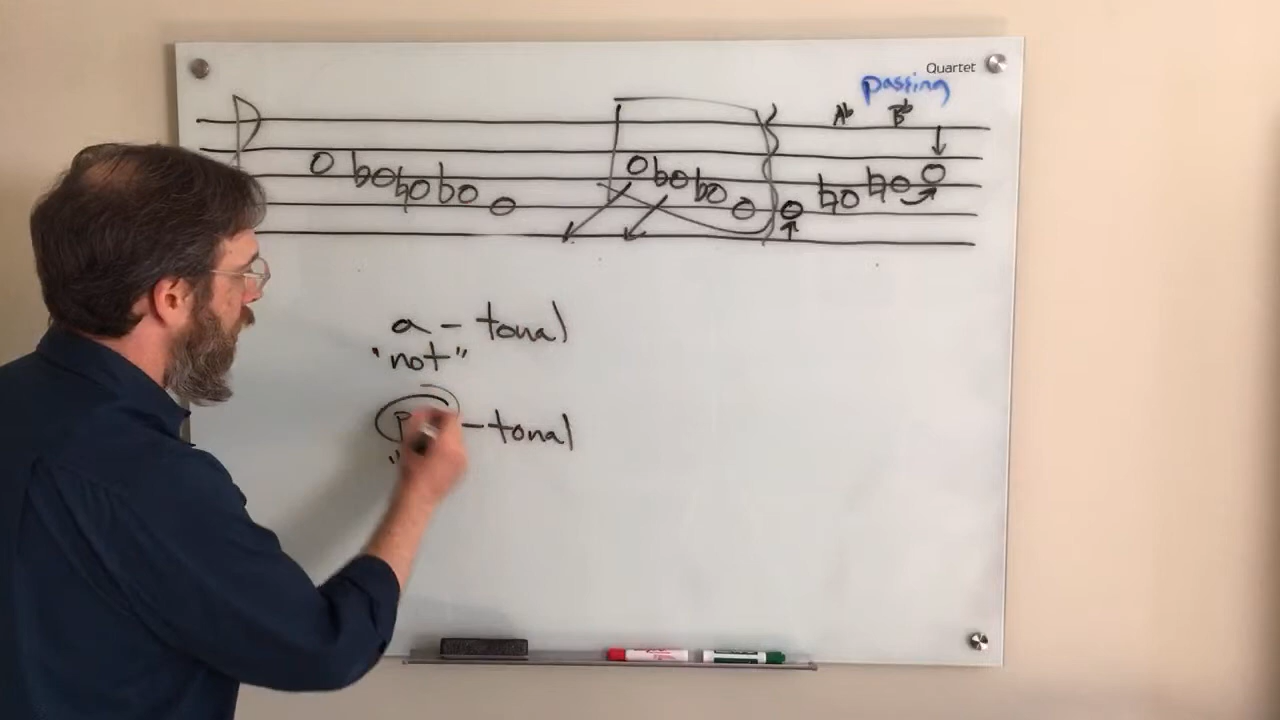 Quartet
passing
Ab Bb
a - tonal
"not"
-tonal